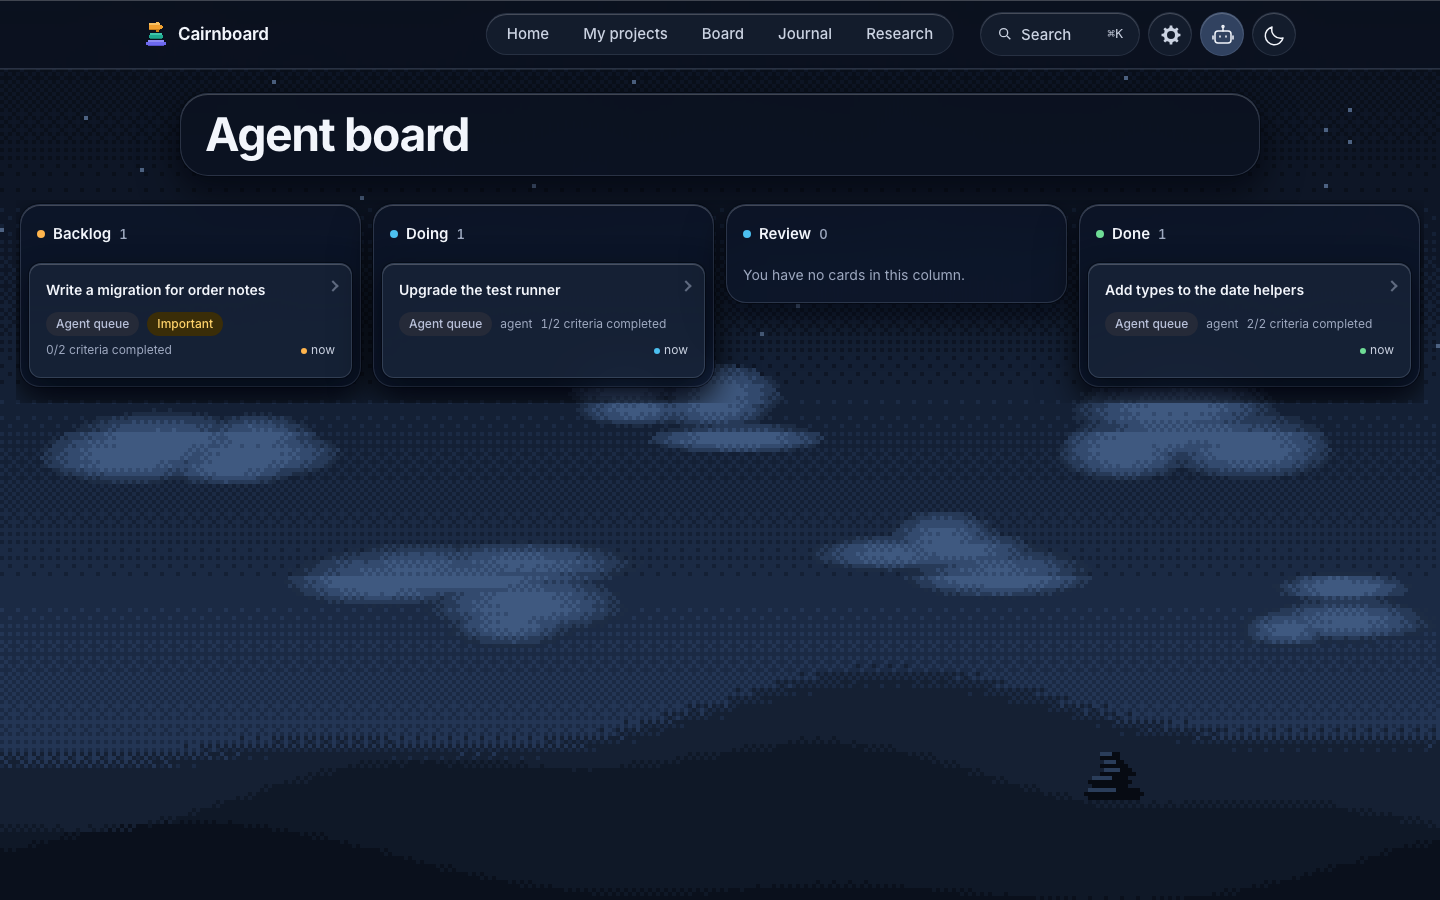 Cairnboard
Home My projects Board Journal Research
Search ⌘K
Agent board
Backlog 1
Write a migration for order notes
Agent queue Important
0/2 criteria completed now
Doing 1
Upgrade the test runner
Agent queue agent 1/2 criteria completed
now
Review 0
You have no cards in this column.
Done 1
Add types to the date helpers
Agent queue agent 2/2 criteria completed
now